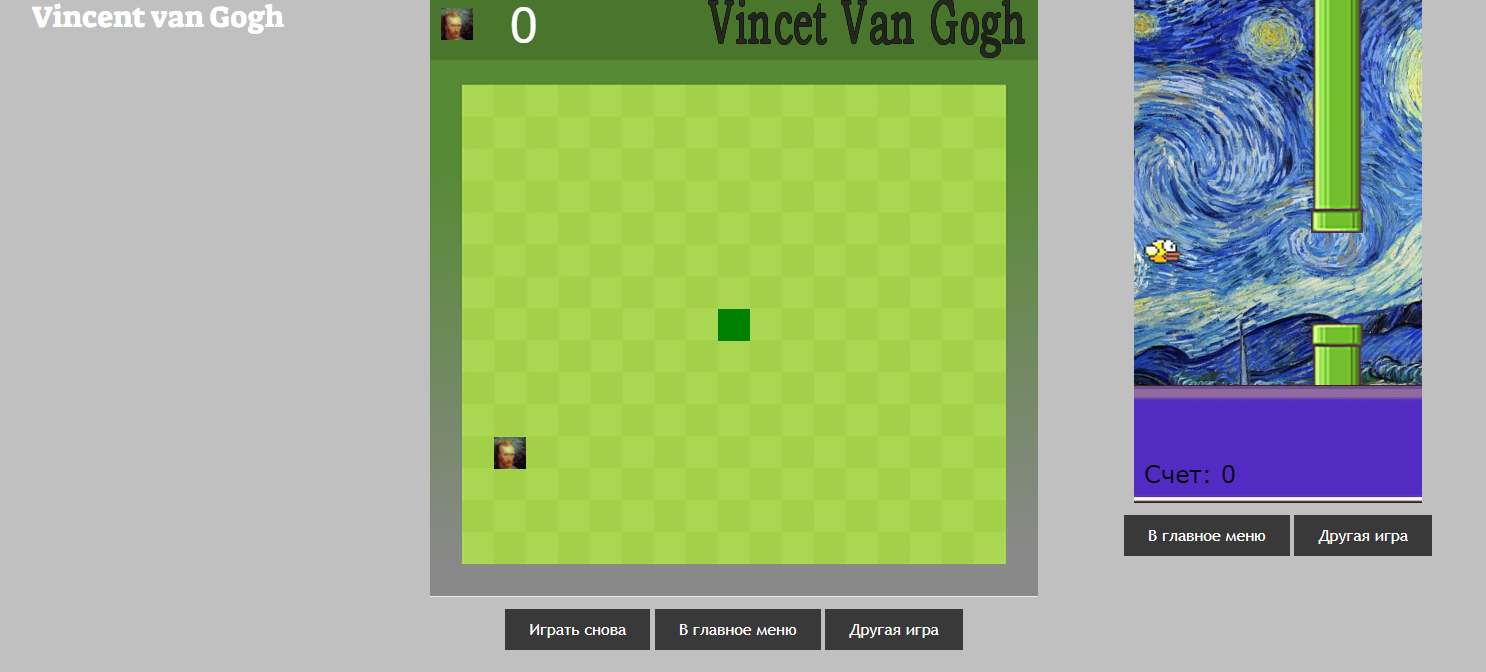 Vincent van Gogh
0
Vincet Van Gogh
Счет: 0
В главное меню
Другая игра
Играть снова
В главное меню
Другая игра